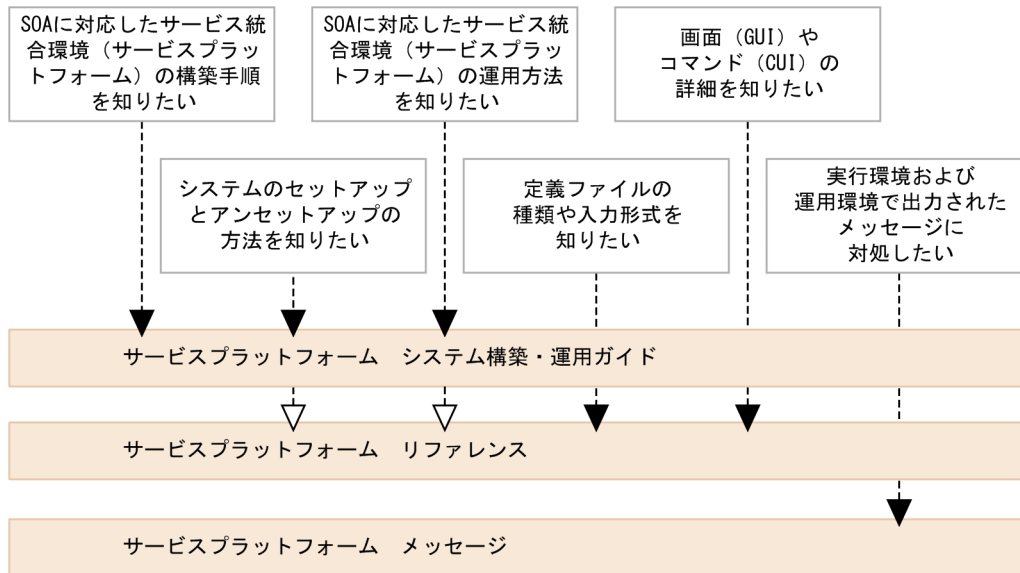 SOAに対応したサービス統
合環境(サービスプラッ
トフォーム)の構築手順
を知りたい
SOAに対応したサービス統
合環境(サービスプラッ
トフォーム)の運用方法
を知りたい
画面(GUI)や
コマンド(CUI)の
詳細を知りたい
システムのセットアップ
とアンセットアップの
方法を知りたい
定義ファイルの
種類や入力形式を
知りたい
実行環境および
運用環境で出力された
メッセージに
対処したい
サービスプラットフォーム システム構築・運用ガイド
サービスプラットフォーム リファレンス
サービスプラットフォーム メッセージ